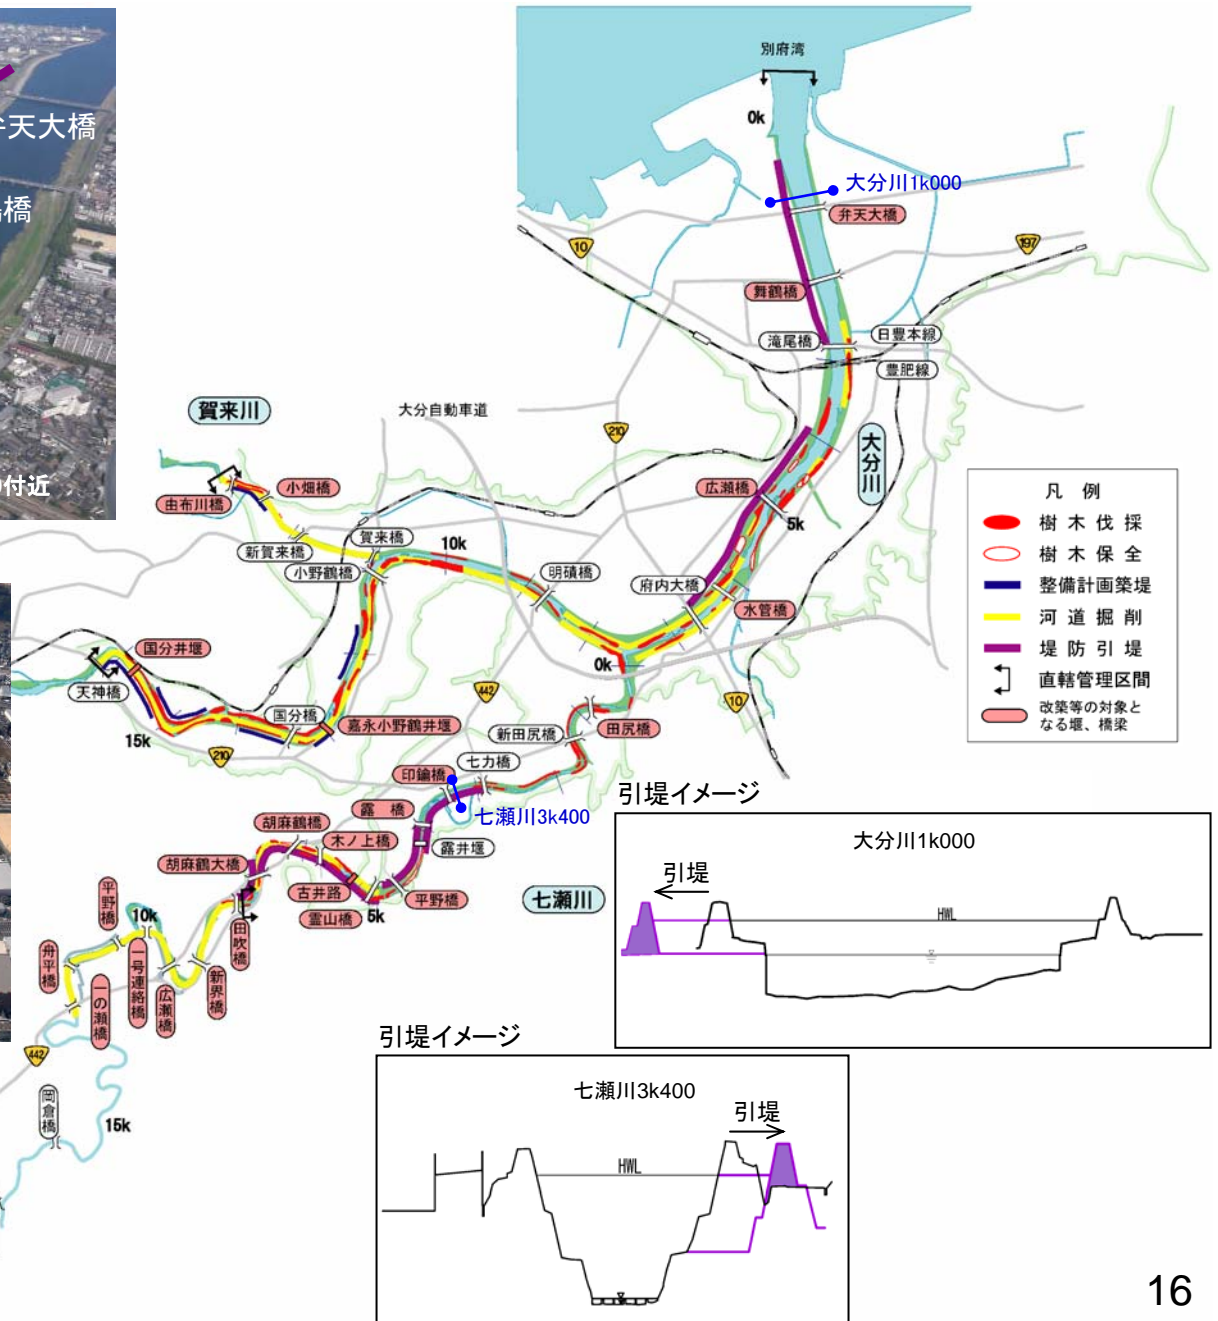 天大橋
橋
付近
別府湾
0k
大分川1k000
弁天大橋
10
197
舞鶴橋
滝尾橋
日豊本線
豊肥線
賀来川
大分自動車道
210
大分川
小畑橋
由布川橋
広瀬橋
5k
新賀来橋
賀来橋
10k
小野鶴橋
明磧橋
府内大橋
水管橋
国分井堰
0k
天神橋
442
10
国分橋
嘉永小野鶴井堰
15k
210
新田尻橋
田尻橋
七力橋
印鑰橋
七瀬川3k400
露橋
胡麻鶴橋
木ノ上橋
露井堰
胡麻鶴大橋
古井路
平野橋
霊山橋
5k
七瀬川
平野橋
10k
田吹橋
舟平橋
一の瀬橋
一号連絡橋
広瀬橋
新界橋
442
岡倉橋
15k
凡例
樹木伐採
樹木保全
整備計画築堤
河道掘削
堤防引堤
直轄管理区間
改築等の対象と
なる堰、橋梁
引堤イメージ
大分川1k000
引堤
HWL
引堤イメージ
七瀬川3k400
引堤
HWL
16